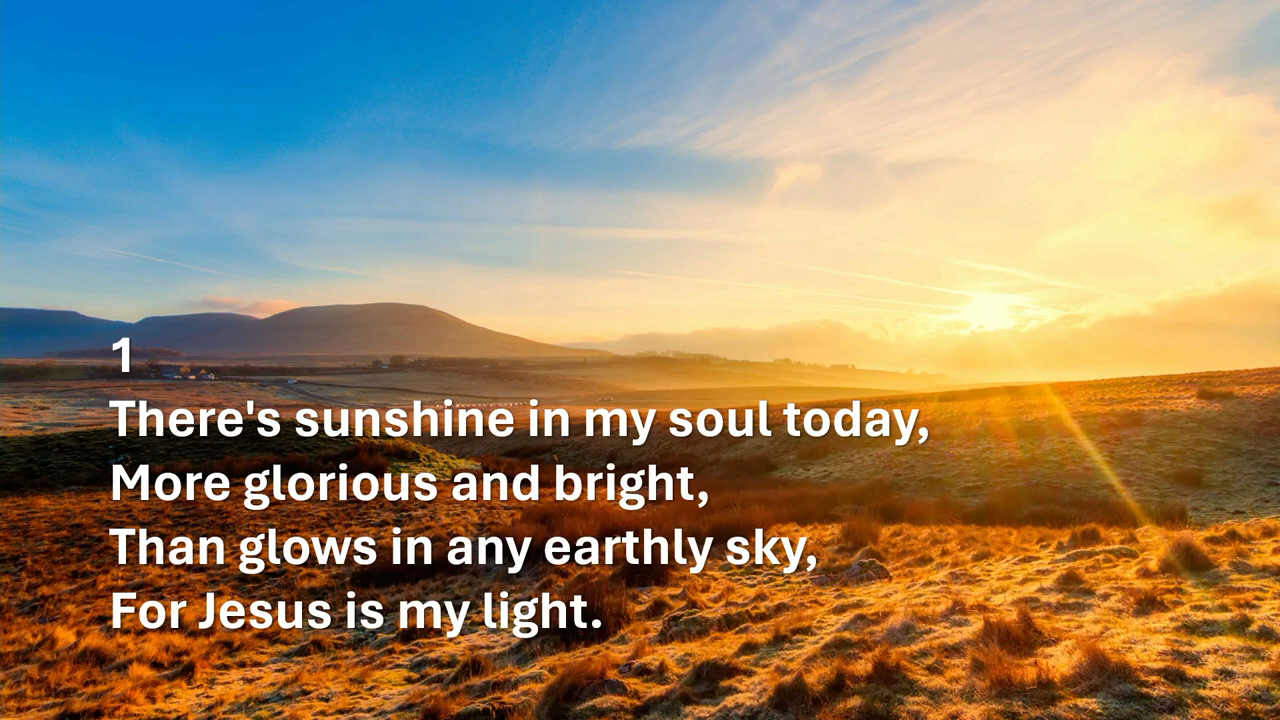 1
There's sunshine in my soul today,
More glorious and bright,
Than glows in any earthly sky,
For Jesus is my light.